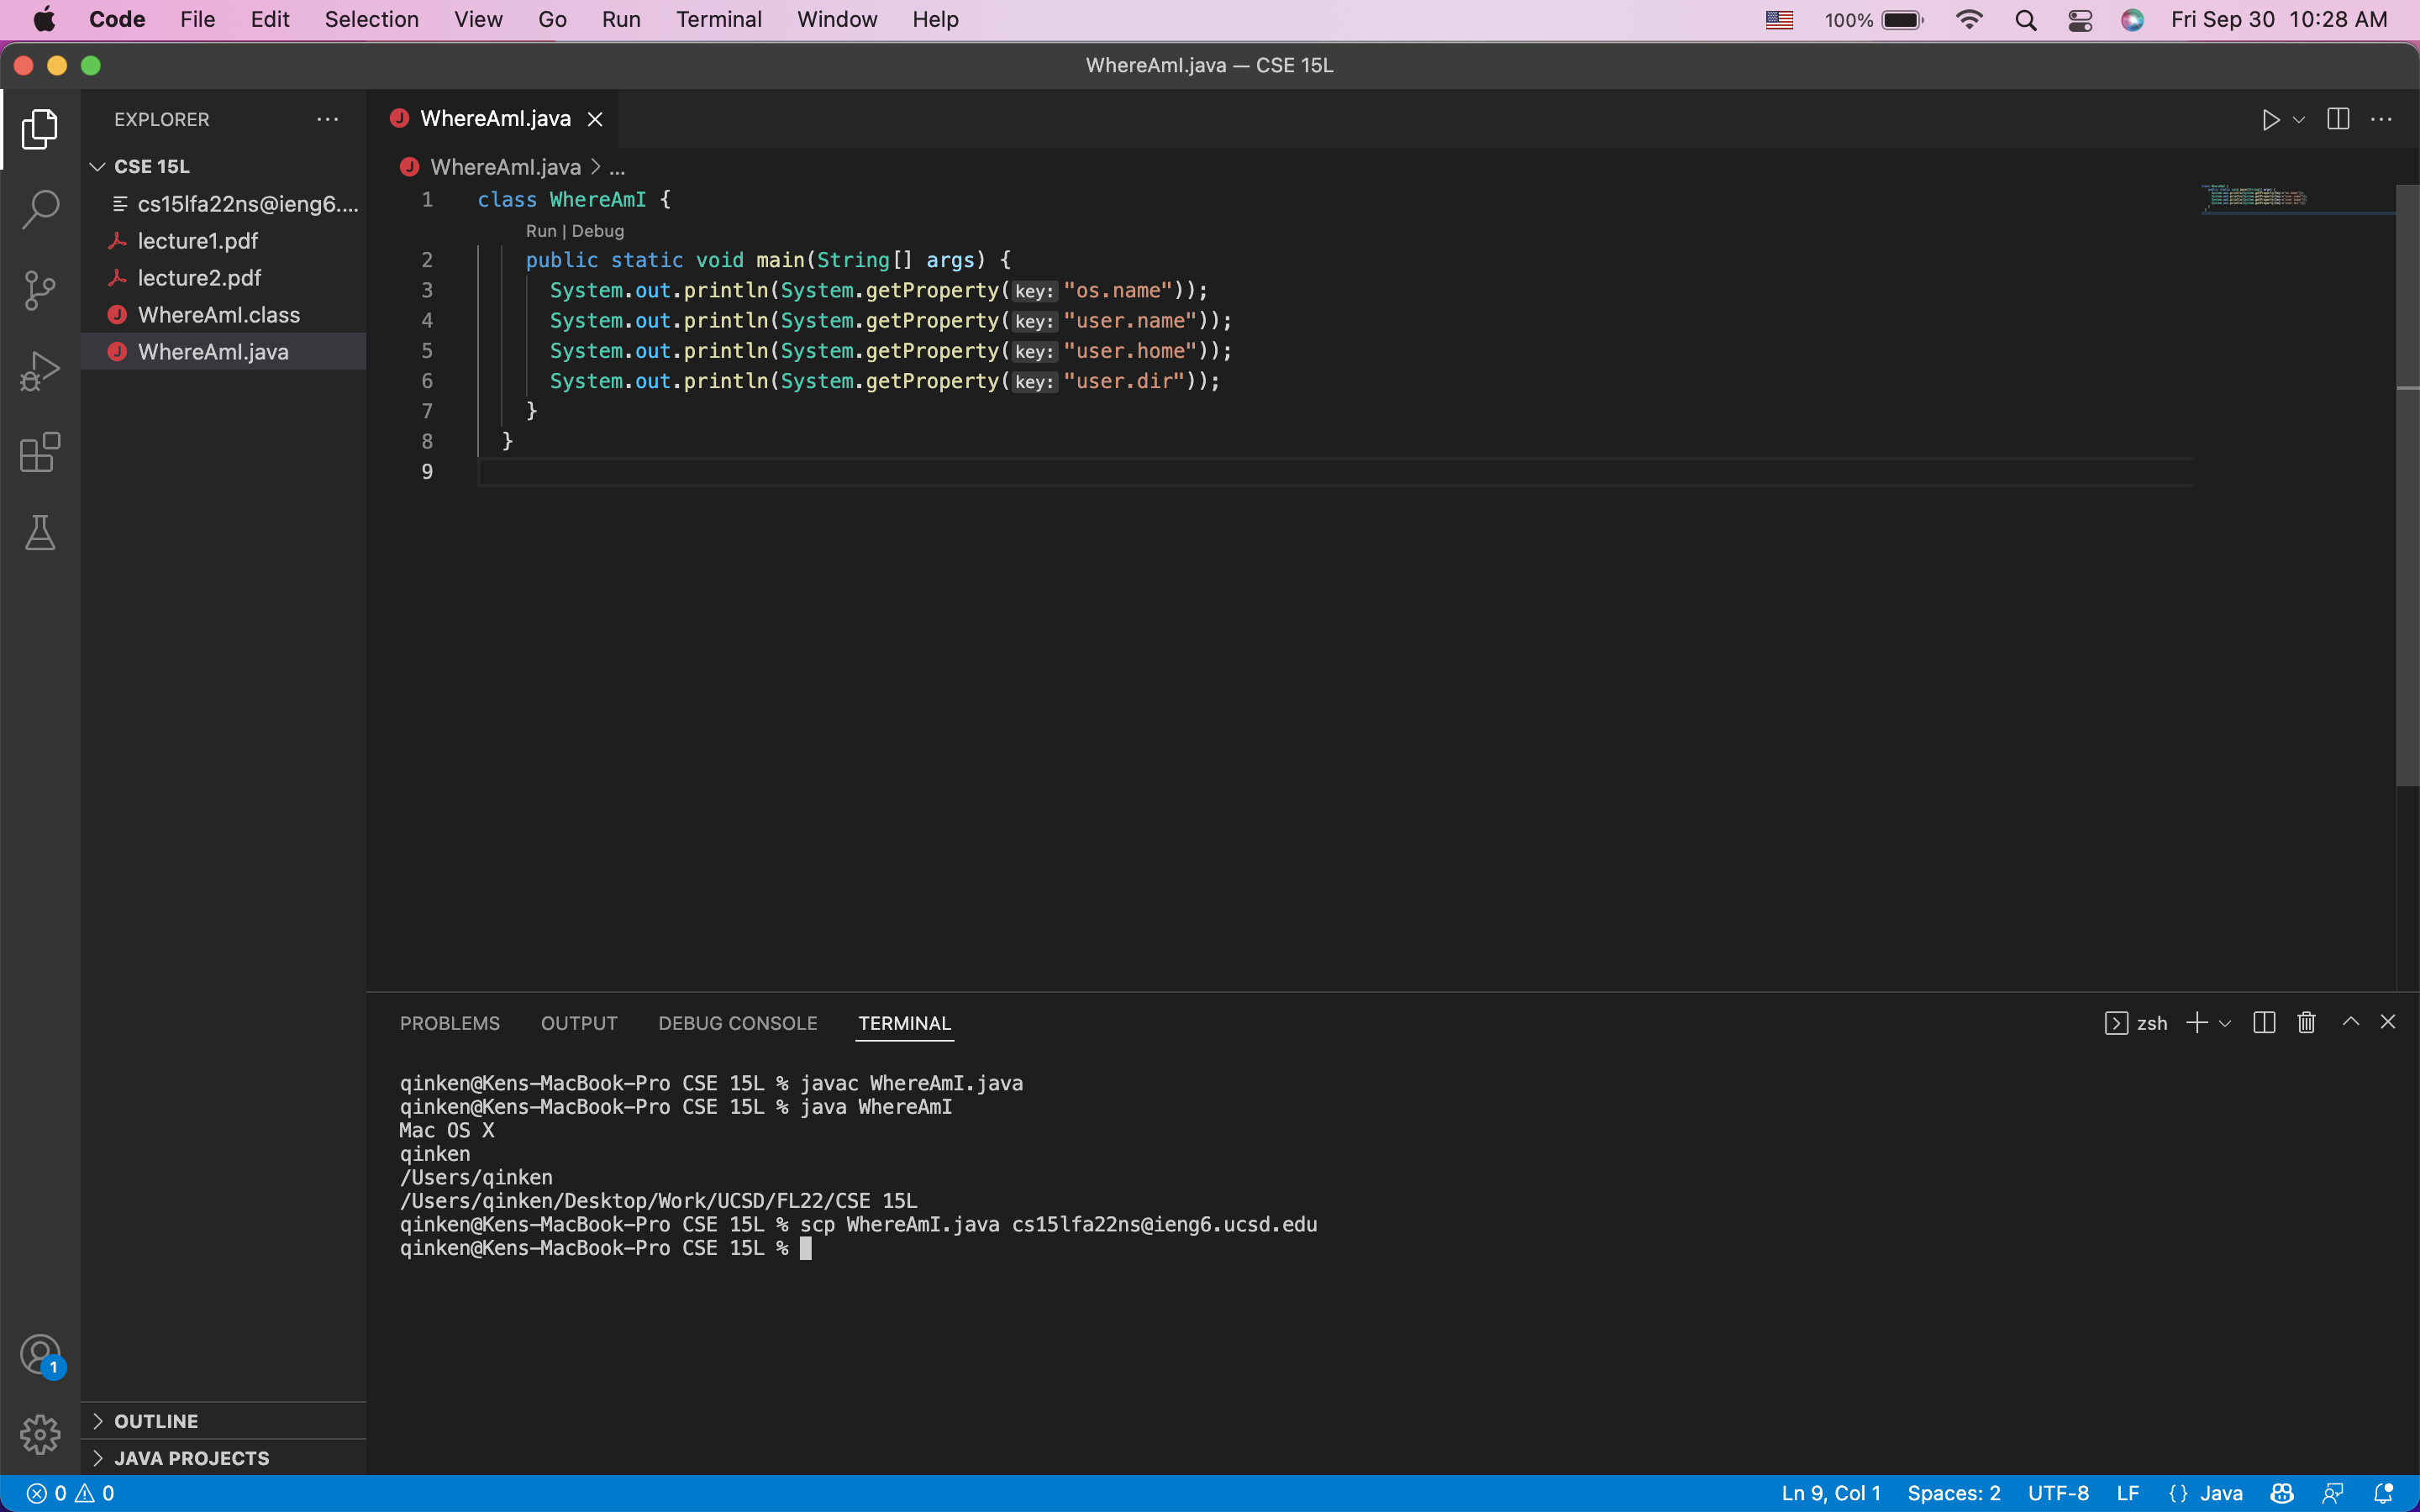 Code File Edit Selection View Go Run Terminal Window Help 100% Fri Sep 30 10:28 AM
WhereAmI.java — CSE 15L
EXPLORER
CSE 15L
cs15lfa22ns@ieng6....
lecture1.pdf
lecture2.pdf
WhereAmI.class
WhereAmI.java
OUTLINE
JAVA PROJECTS
1
WhereAmI.java
WhereAmI.java > ...
1 class WhereAmI {
Run | Debug
2 public static void main(String[] args) {
3 System.out.println(System.getProperty(key: "os.name"));
4 System.out.println(System.getProperty(key: "user.name"));
5 System.out.println(System.getProperty(key: "user.home"));
6 System.out.println(System.getProperty(key: "user.dir"));
7 }
8 }
9
PROBLEMS OUTPUT DEBUG CONSOLE TERMINAL zsh
qinken@Kens-MacBook-Pro CSE 15L % javac WhereAmI.java
qinken@Kens-MacBook-Pro CSE 15L % java WhereAmI
Mac OS X
qinken
/Users/qinken
/Users/qinken/Desktop/Work/UCSD/FL22/CSE 15L
qinken@Kens-MacBook-Pro CSE 15L % scp WhereAmI.java cs15lfa22ns@ieng6.ucsd.edu
qinken@Kens-MacBook-Pro CSE 15L %
0 0 Ln 9, Col 1 Spaces: 2 UTF-8 LF {} Java